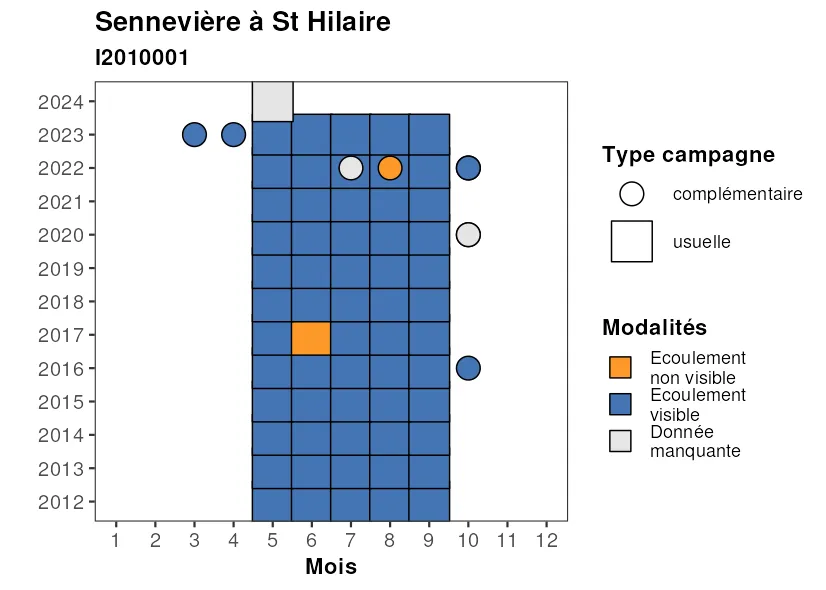 Sennevière à St Hilaire
I2010001
2024
2023
2022
2021
2020
2019
2018
2017
2016
2015
2014
2013
2012
1 2 3 4 5 6 7 8 9 10 11 12
Mois
Type campagne
complémentaire
usuelle
Modalités
Ecoulement
non visible
Ecoulement
visible
Donnée
manquante